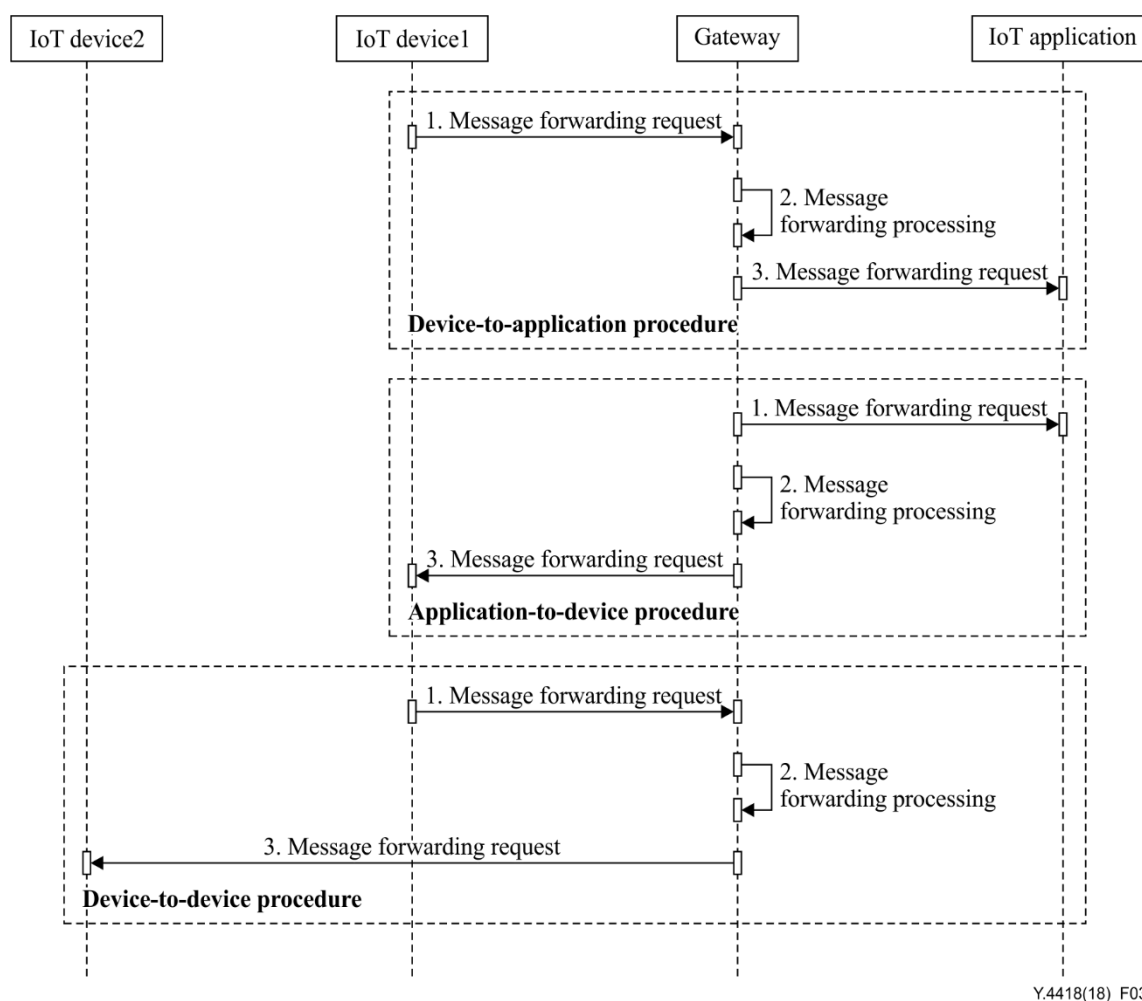 IoT device2
IoT device1
Gateway
IoT application
1. Message forwarding request
2. Message
forwarding processing
3. Message forwarding request
Device-to-application procedure
1. Message forwarding request
2. Message
forwarding processing
3. Message forwarding request
Application-to-device procedure
1. Message forwarding request
2. Message
forwarding processing
3. Message forwarding request
Device-to-device procedure
Y.4418(18)_F03